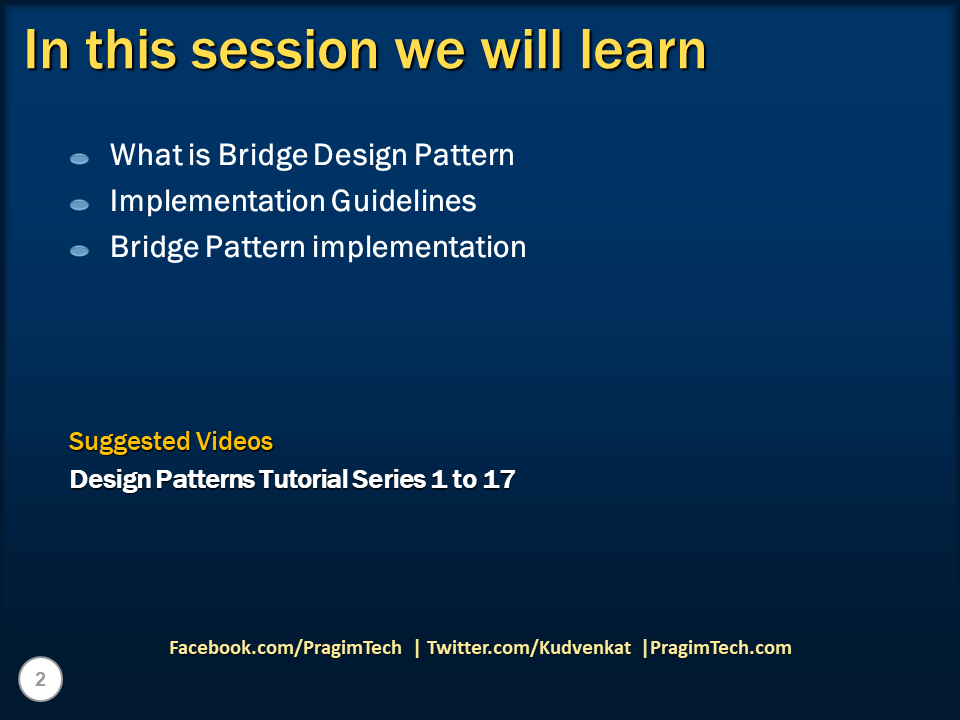 In this session we will learn
What is Bridge Design Pattern
Implementation Guidelines
Bridge Pattern implementation
Suggested Videos
Design Patterns Tutorial Series 1 to 17
Facebook.com/PragimTech | Twitter.com/Kudvenkat |PragimTech.com
2